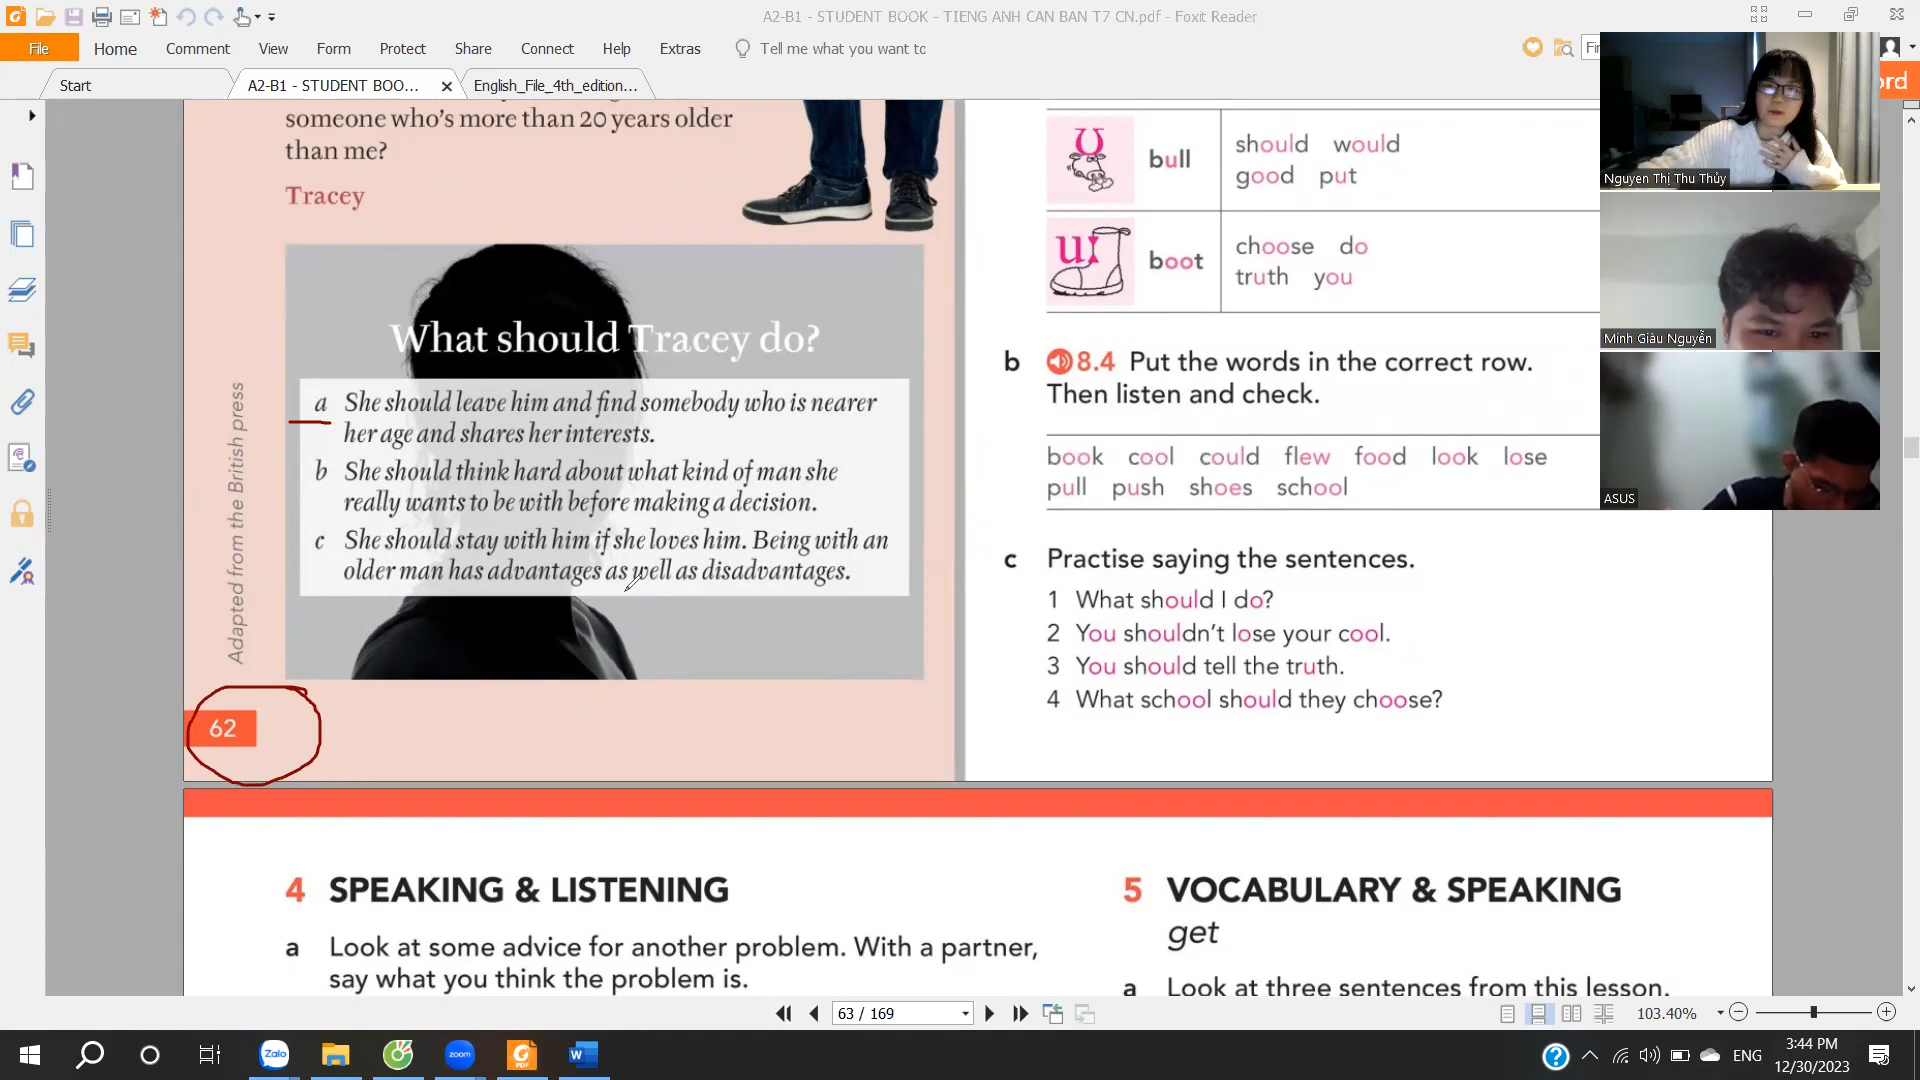 A2-B1 - STUDENT BOOK - TIENG ANH CAN BAN T7 CN.pdf - Foxit Reader
File Home Comment View Form Protect Share Connect Help Extras Tell me what you want to
Start A2-B1 - STUDENT BOO... English_File_4th_edition...
someone who's more than 20 years older
than me?
Tracey
What should Tracey do?
a She should leave him and find somebody who is nearer
her age and shares her interests.
b She should think hard about what kind of man she
really wants to be with before making a decision.
c She should stay with him if she loves him. Being with an
older man has advantages as well as disadvantages.
Adapted from the British press
62
ʊ bull should would
good put
uː boot choose do
truth you
b 8.4 Put the words in the correct row.
Then listen and check.
book cool could flew food look lose
pull push shoes school
c Practise saying the sentences.
1 What should I do?
2 You shouldn't lose your cool.
3 You should tell the truth.
4 What school should they choose?
Nguyen Thị Thu Thủy
Minh Giàu Nguyễn
ASUS
4 SPEAKING & LISTENING
a Look at some advice for another problem. With a partner,
say what you think the problem is.
5 VOCABULARY & SPEAKING
get
a Look at three sentences from this lesson.
63 / 169
103.40%
Zalo
zoom
PDF
ENG
3:44 PM
12/30/2023